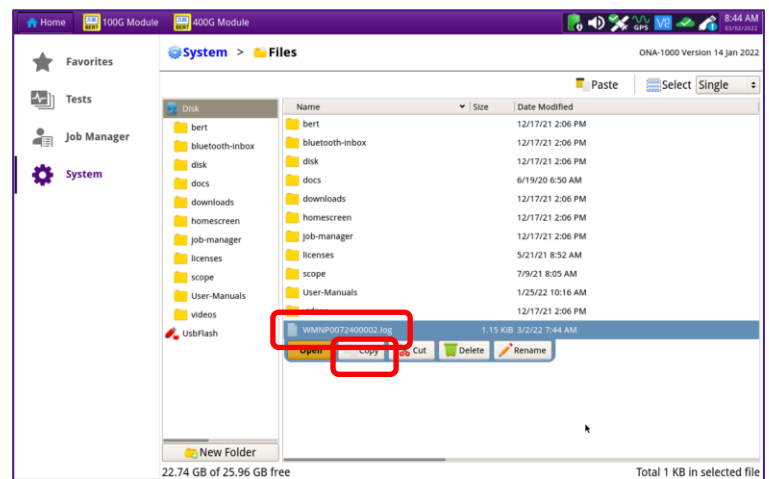 Home
100G Module
400G Module
GPS
8:44 AM
03/02/2022
Favorites
Tests
Job Manager
System
System > Files
ONA-1000 Version 14 Jan 2022
Paste
Select Single
Disk
bert
bluetooth-inbox
disk
docs
downloads
homescreen
job-manager
licenses
scope
User-Manuals
videos
UsbFlash
New Folder
Name Size Date Modified
bert 12/17/21 2:06 PM
bluetooth-inbox 12/17/21 2:06 PM
disk 12/17/21 2:06 PM
docs 6/19/20 6:50 AM
downloads 12/17/21 2:06 PM
homescreen 12/17/21 2:06 PM
job-manager 12/17/21 2:06 PM
licenses 5/21/21 8:52 AM
scope 7/9/21 8:05 AM
User-Manuals 1/25/22 10:16 AM
videos 12/17/21 2:06 PM
WMNP0072400002.log 1.15 KiB 3/2/22 7:44 AM
Open Copy Cut Delete Rename
22.74 GB of 25.96 GB free
Total 1 KB in selected file